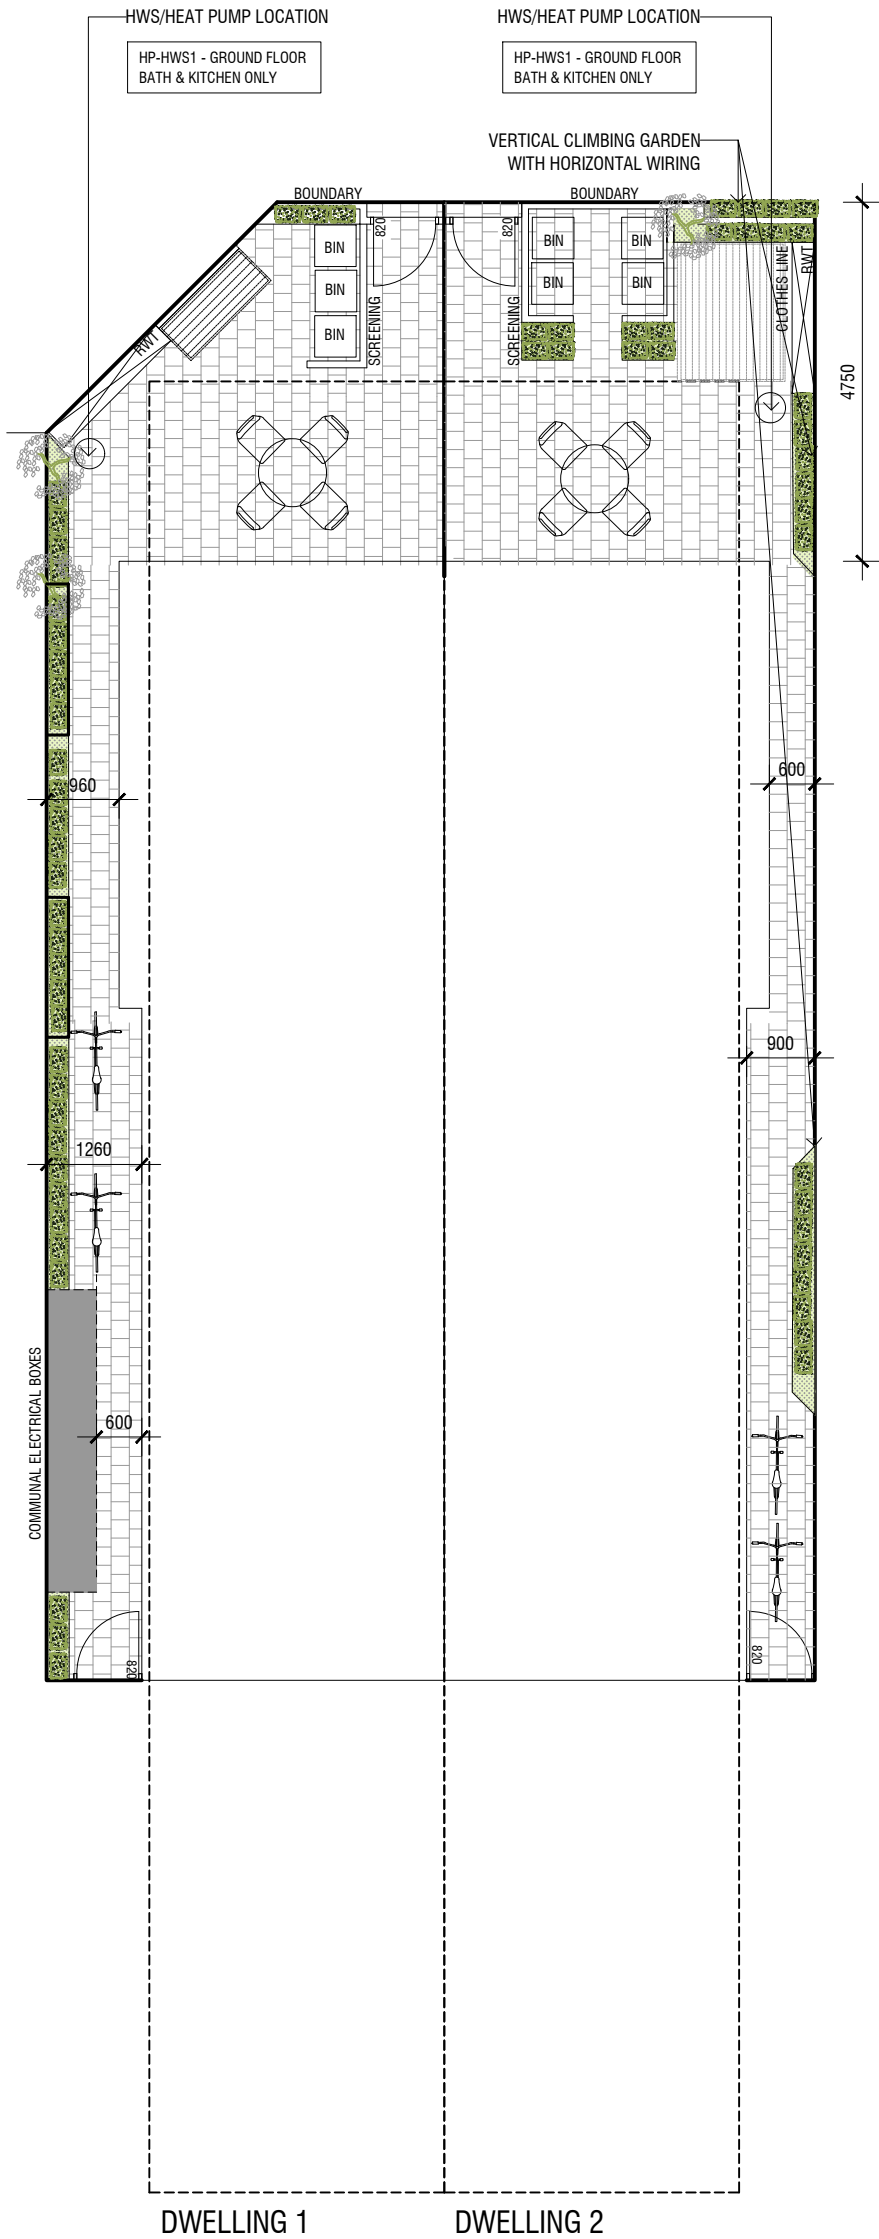 HWS/HEAT PUMP LOCATION
HWS/HEAT PUMP LOCATION
HP-HWS1 - GROUND FLOOR
BATH & KITCHEN ONLY
HP-HWS1 - GROUND FLOOR
BATH & KITCHEN ONLY
VERTICAL CLIMBING GARDEN
WITH HORIZONTAL WIRING
BOUNDARY
BOUNDARY
820
820
BIN
BIN
BIN
BIN
BIN
BIN
BIN
SCREENING
SCREENING
CLOTHES LINE
RWT
RWT
4750
960
600
900
1260
600
COMMUNAL ELECTRICAL BOXES
820
820
DWELLING 1
DWELLING 2